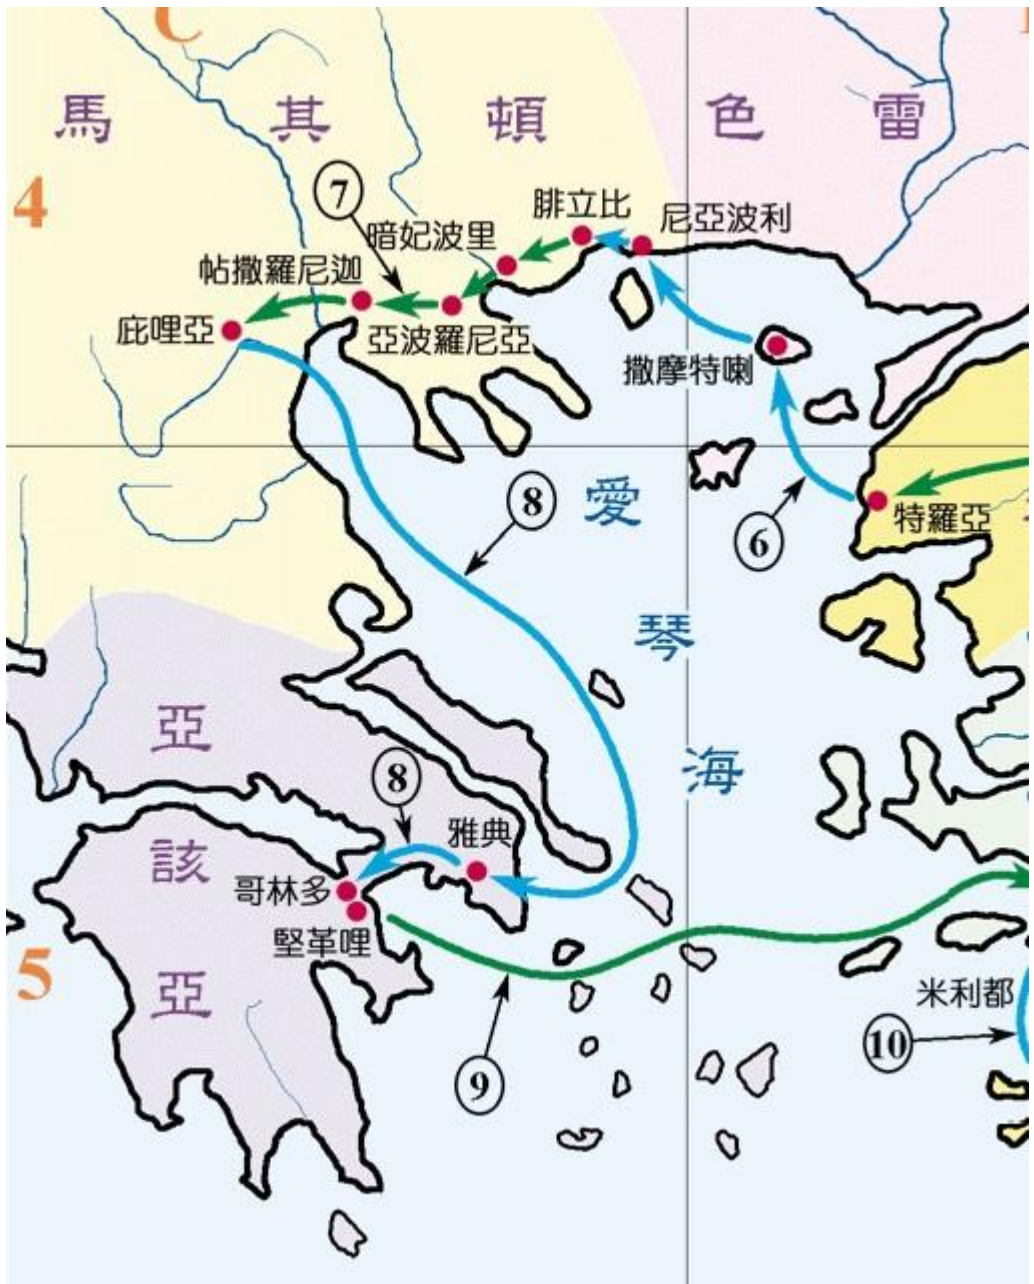 C
馬其頓
色雷
4
⑦
腓立比
尼亞波利
暗妃波里
帖撒羅尼迦
庇哩亞
亞波羅尼亞
撒摩特喇
⑧
愛琴海
⑥
特羅亞
亞該亞
⑧
雅典
哥林多
堅革哩
5
米利都
⑩
⑨